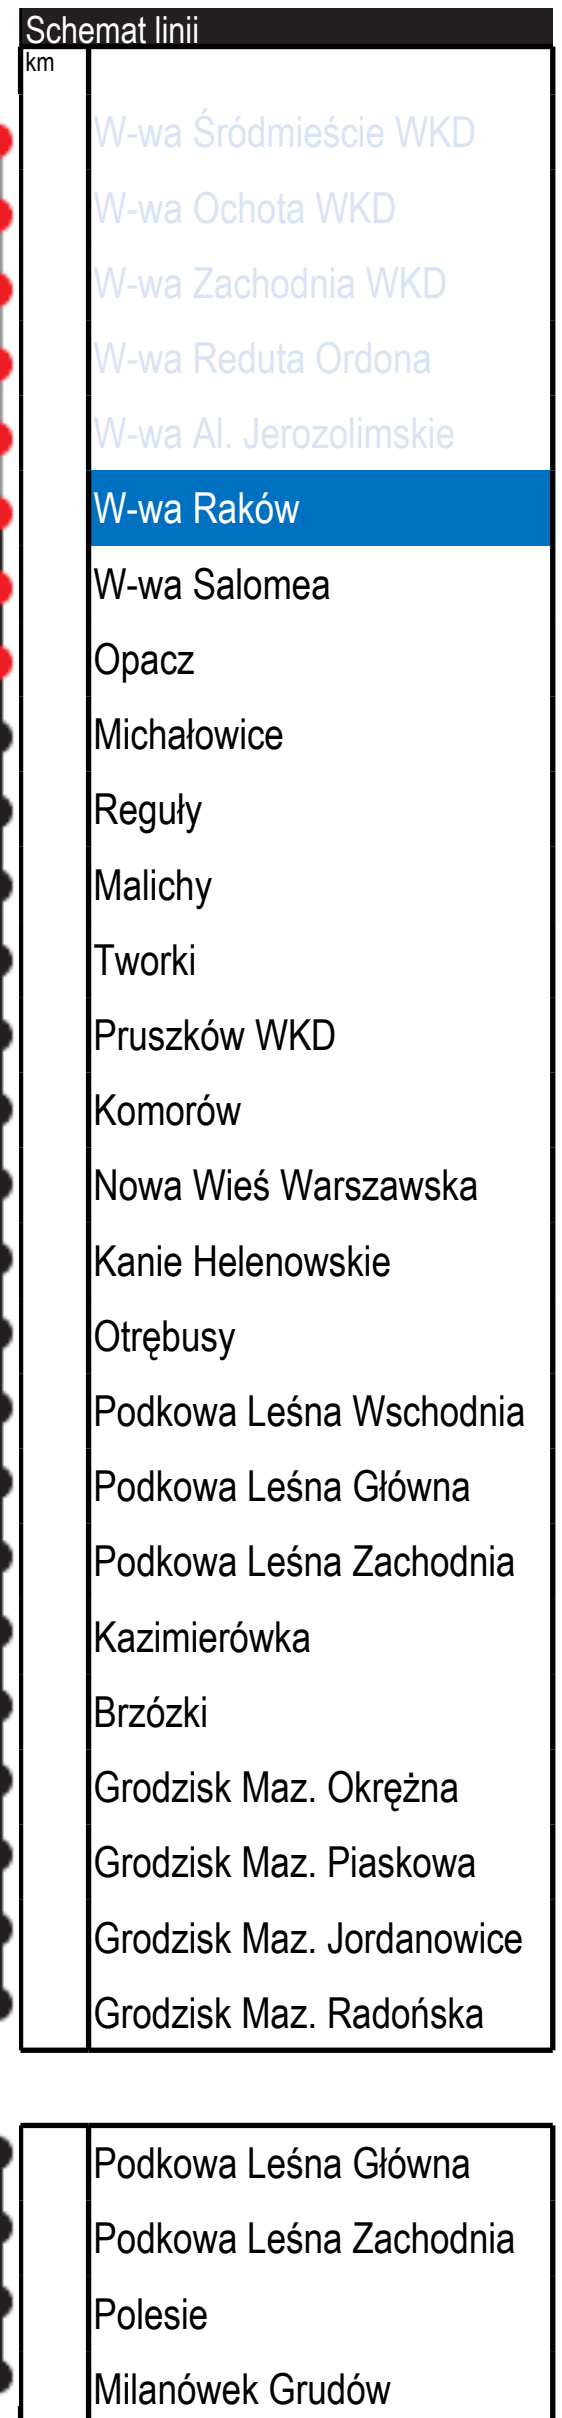 Schemat linii
km
W-wa Śródmieście WKD
W-wa Ochota WKD
W-wa Zachodnia WKD
W-wa Reduta Ordona
W-wa Al. Jerozolimskie
W-wa Raków
W-wa Salomea
Opacz
Michałowice
Reguły
Malichy
Tworki
Pruszków WKD
Komorów
Nowa Wieś Warszawska
Kanie Helenowskie
Otrębusy
Podkowa Leśna Wschodnia
Podkowa Leśna Główna
Podkowa Leśna Zachodnia
Kazimierówka
Brzózki
Grodzisk Maz. Okrężna
Grodzisk Maz. Piaskowa
Grodzisk Maz. Jordanowice
Grodzisk Maz. Radońska
Podkowa Leśna Główna
Podkowa Leśna Zachodnia
Polesie
Milanówek Grudów